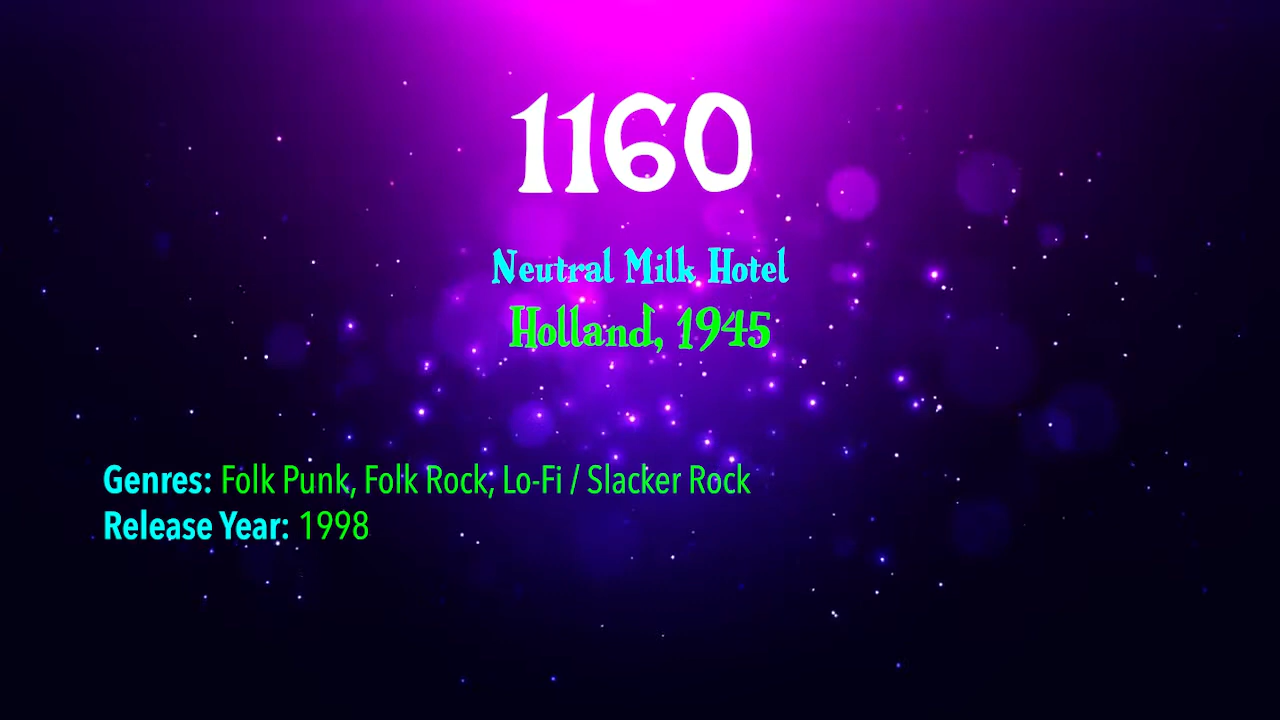 1160
Neutral Milk Hotel
Holland, 1945
Genres: Folk Punk, Folk Rock, Lo-Fi / Slacker Rock
Release Year: 1998